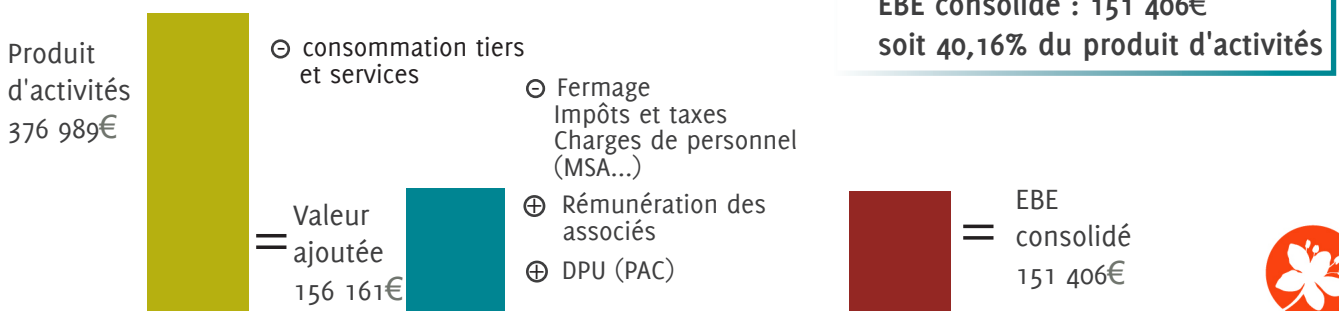 EBE consolidé : 151 406€
soit 40,16% du produit d'activités
Produit
d'activités
376 989€
⊖ consommation tiers
et services
= Valeur
ajoutée
156 161€
⊖ Fermage
Impôts et taxes
Charges de personnel
(MSA...)
⊕ Rémunération des
associés
⊕ DPU (PAC)
= EBE
consolidé
151 406€